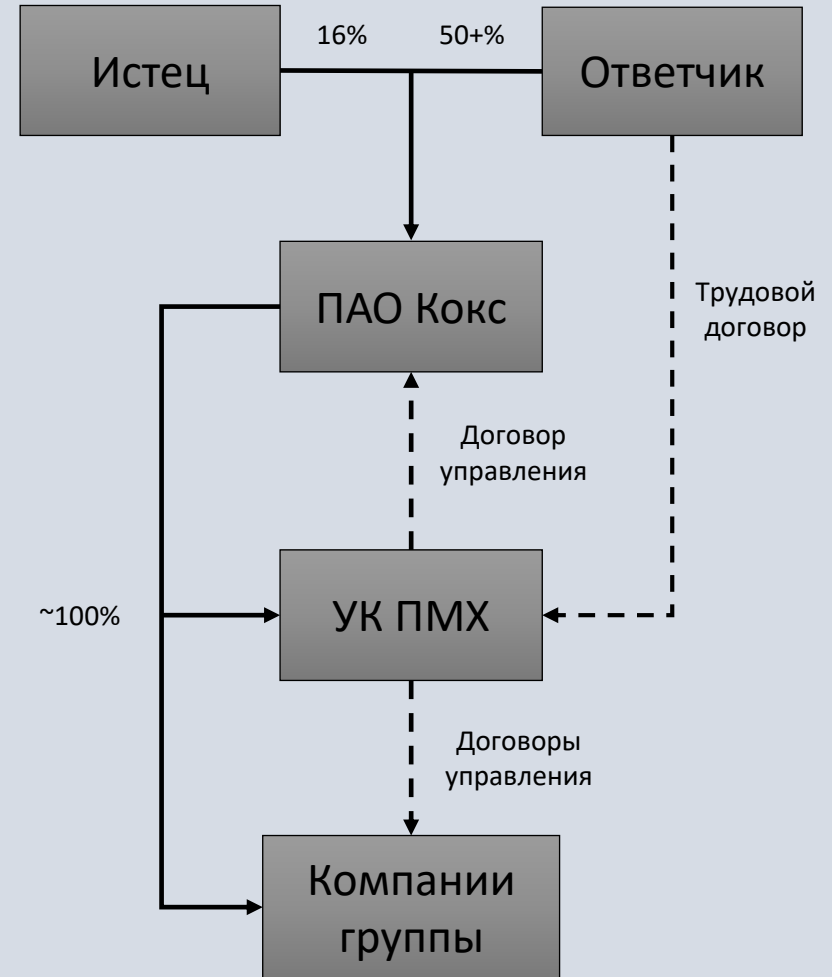 16%
50+%
Истец
Ответчик
ПАО Кокс
Трудовой
договор
Договор
управления
~100%
УК ПМХ
Договоры
управления
Компании
группы